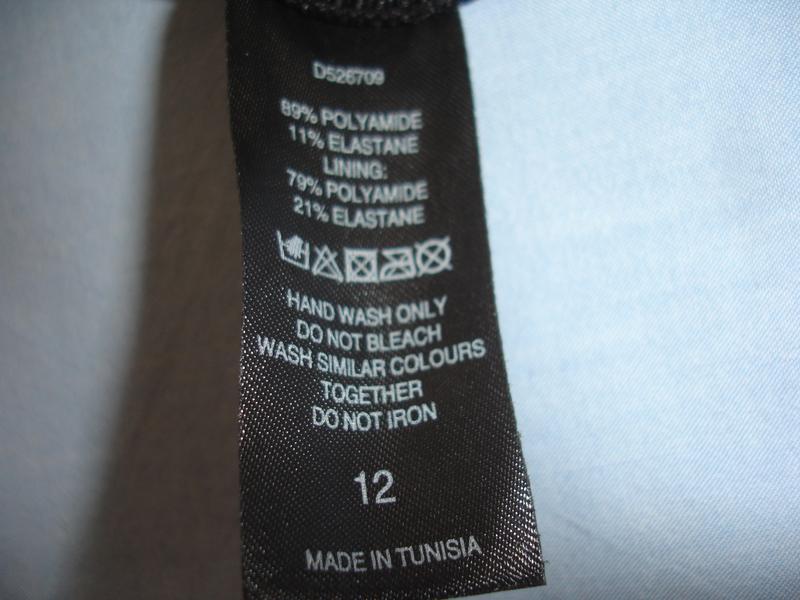 D526709
89% POLYAMIDE
11% ELASTANE
LINING:
79% POLYAMIDE
21% ELASTANE
HAND WASH ONLY
DO NOT BLEACH
WASH SIMILAR COLOURS
TOGETHER
DO NOT IRON
12
MADE IN TUNISIA